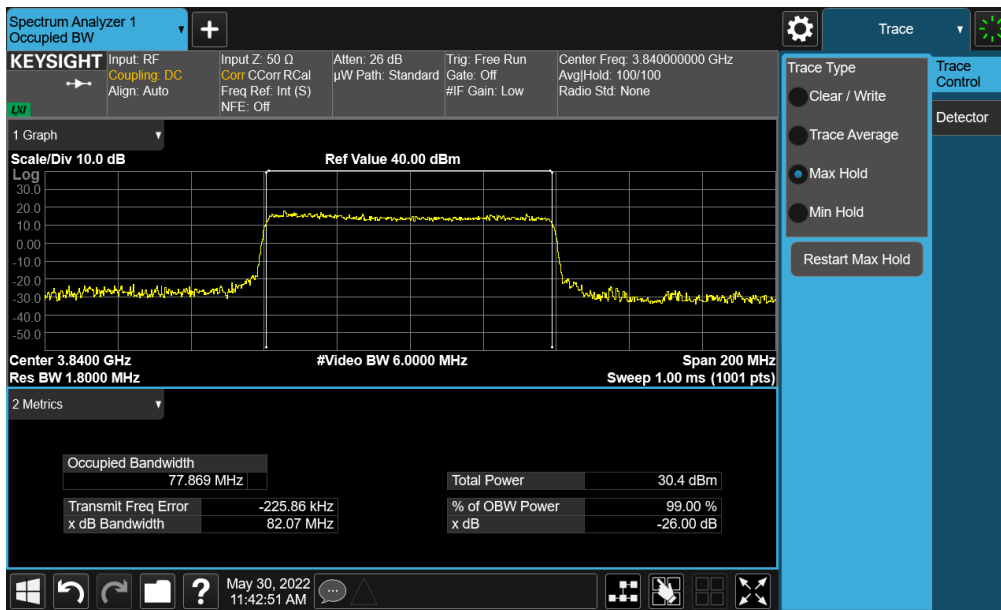 Spectrum Analyzer 1
Occupied BW
Trace
KEYSIGHT
LXI
Input: RF
Coupling: DC
Align: Auto
Input Z: 50 Ω
Corr CCorr RCal
Freq Ref: Int (S)
NFE: Off
Atten: 26 dB
µW Path: Standard
Trig: Free Run
Gate: Off
#IF Gain: Low
Center Freq: 3.840000000 GHz
Avg|Hold: 100/100
Radio Std: None
1 Graph
Scale/Div 10.0 dB
Ref Value 40.00 dBm
Log
30.0
20.0
10.0
0.00
-10.0
-20.0
-30.0
-40.0
-50.0
Center 3.8400 GHz
#Video BW 6.0000 MHz
Span 200 MHz
Res BW 1.8000 MHz
Sweep 1.00 ms (1001 pts)
2 Metrics
Occupied Bandwidth
77.869 MHz
Total Power 30.4 dBm
Transmit Freq Error -225.86 kHz
% of OBW Power 99.00 %
x dB Bandwidth 82.07 MHz
x dB -26.00 dB
Trace Type
Clear / Write
Trace Average
Max Hold
Min Hold
Restart Max Hold
Trace
Control
Detector
?
May 30, 2022
11:42:51 AM